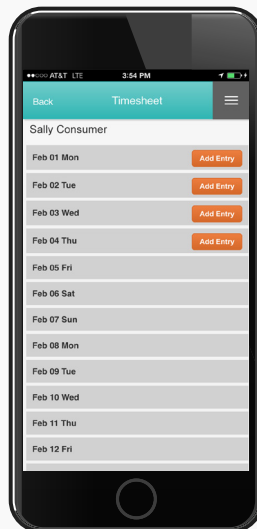 AT&T LTE 3:54 PM
Back Timesheet
Sally Consumer
Feb 01 Mon Add Entry
Feb 02 Tue Add Entry
Feb 03 Wed Add Entry
Feb 04 Thu Add Entry
Feb 05 Fri
Feb 06 Sat
Feb 07 Sun
Feb 08 Mon
Feb 09 Tue
Feb 10 Wed
Feb 11 Thu
Feb 12 Fri